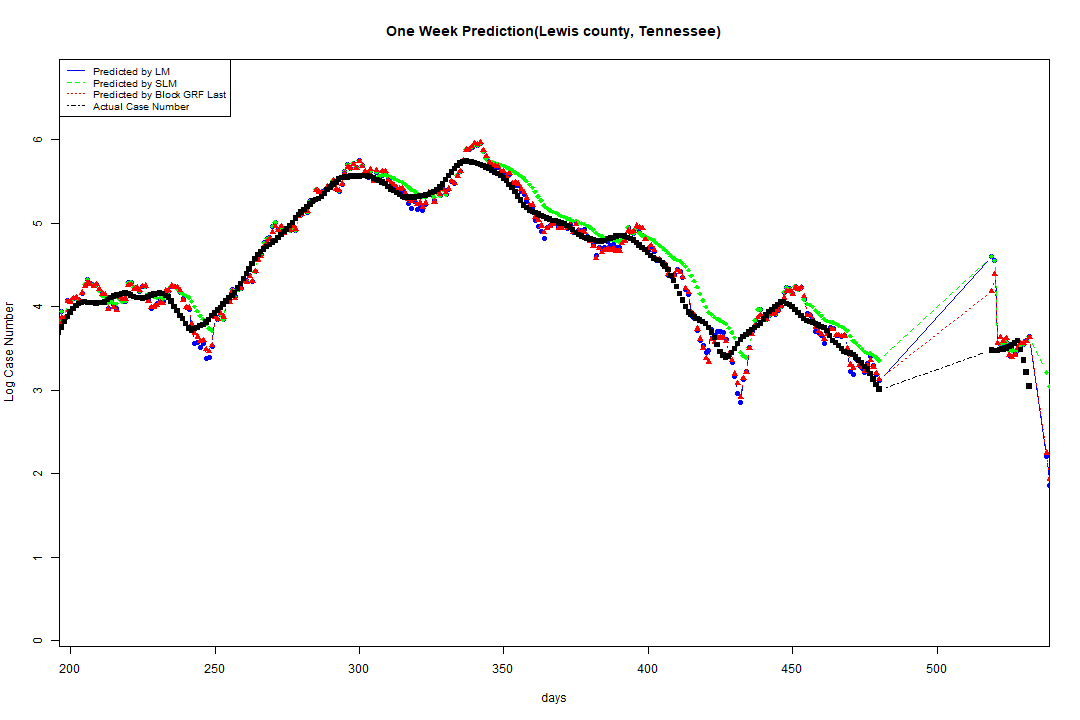 One Week Prediction(Lewis county, Tennessee)
Predicted by LM
Predicted by SLM
Predicted by Block GRF Last
Actual Case Number
Log Case Number
6
5
4
3
2
1
0
200 250 300 350 400 450 500
days